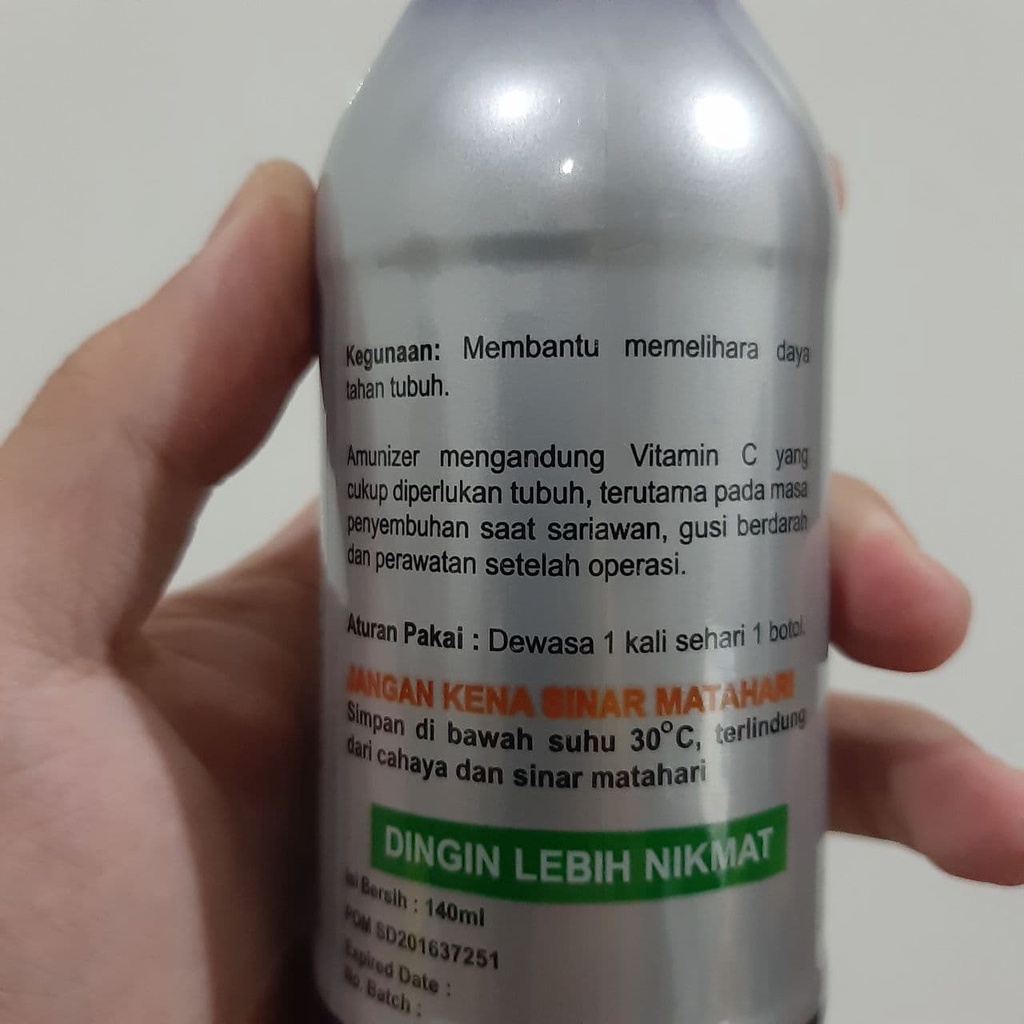 Kegunaan: Membantu memelihara daya
tahan tubuh.
Amunizer mengandung Vitamin C yang
cukup diperlukan tubuh, terutama pada masa
penyembuhan saat sariawan, gusi berdarah
dan perawatan setelah operasi.
Aturan Pakai : Dewasa 1 kali sehari 1 botol.
JANGAN KENA SINAR MATAHARI
Simpan di bawah suhu 30°C, terlindung
dari cahaya dan sinar matahari
DINGIN LEBIH NIKMAT
Isi Bersih : 140ml
POM SD201637251
Expired Date :
No. Batch :